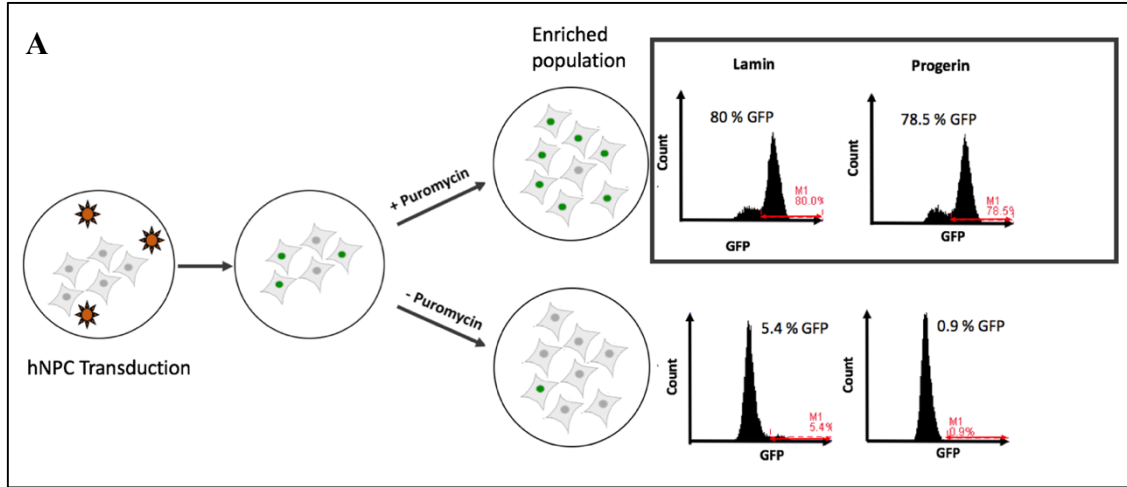 A
Enriched
population
Lamin
Progerin
80 % GFP
78.5 % GFP
Count
M1
80.0%
GFP
Count
M1
78.5%
GFP
+ Puromycin
- Puromycin
hNPC Transduction
5.4 % GFP
0.9 % GFP
Count
M1
5.4%
GFP
Count
M1
0.9%
GFP